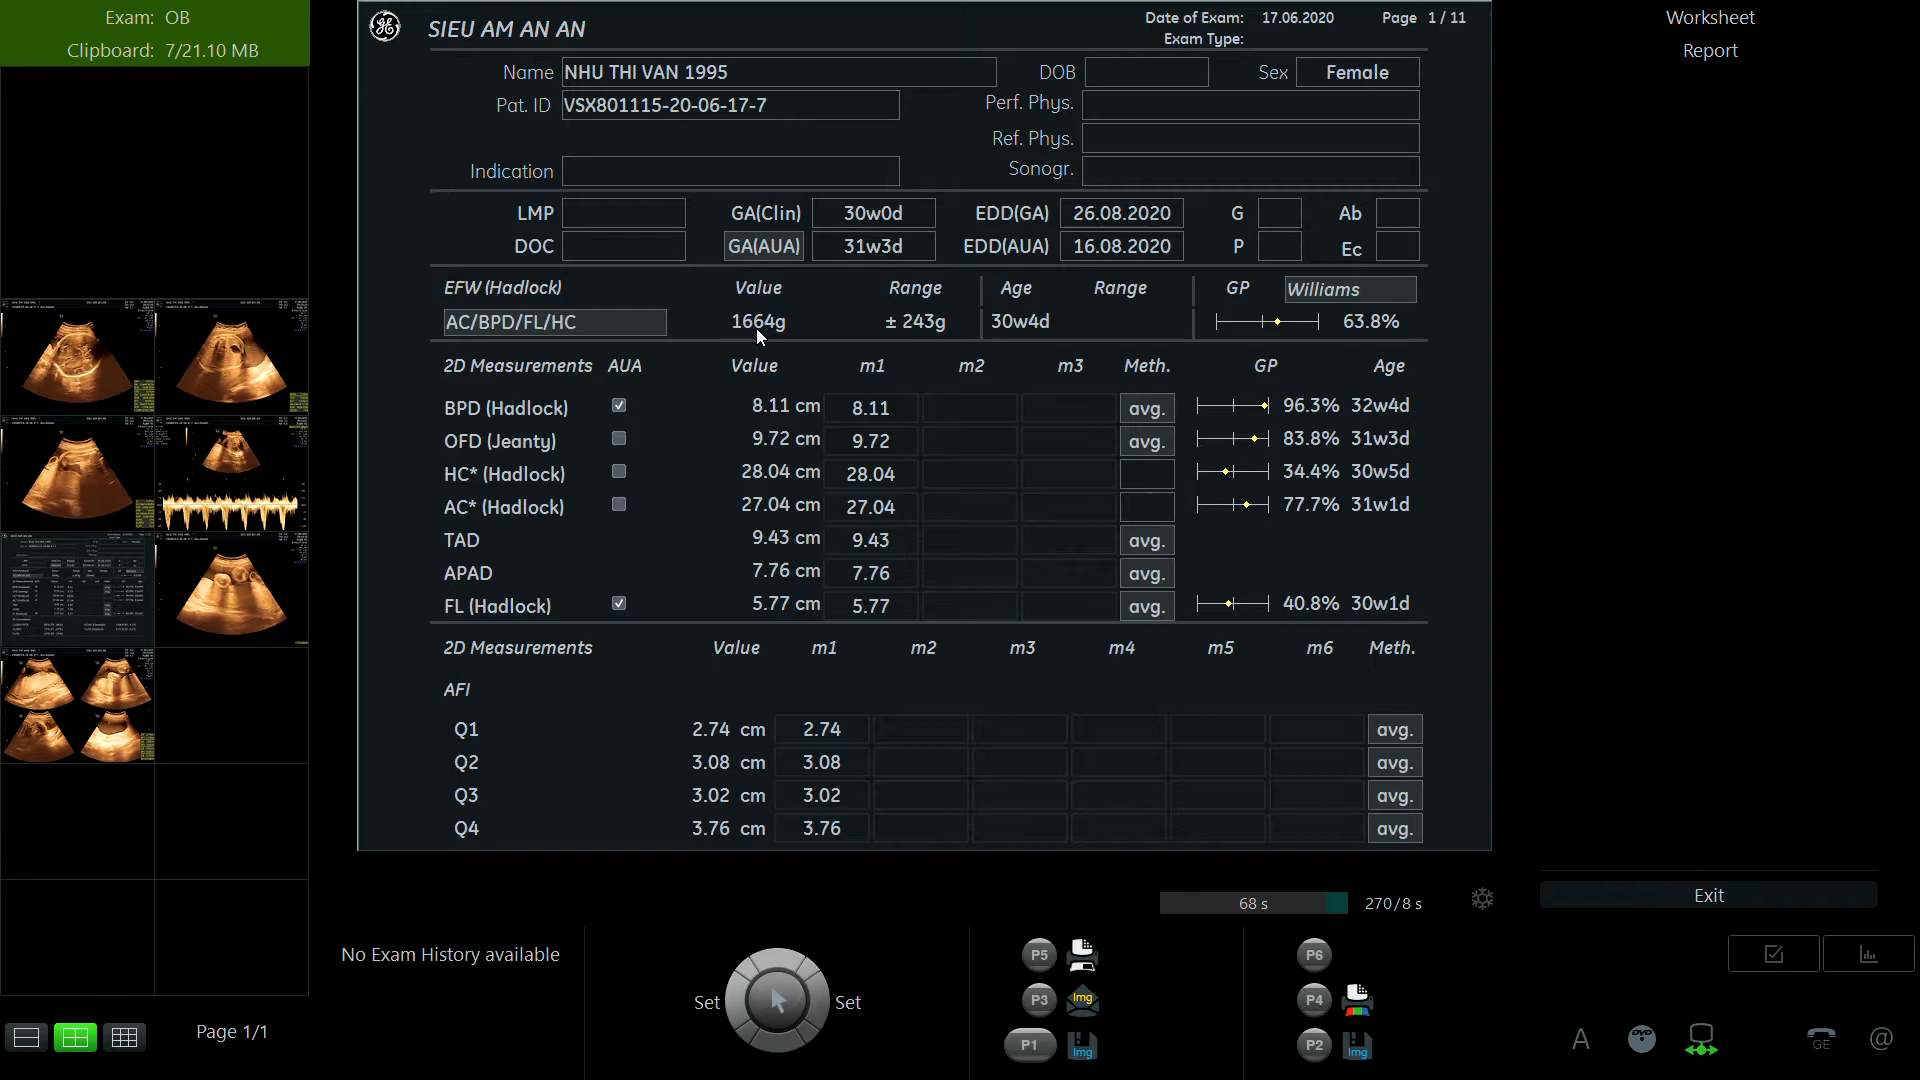 Exam: OB
Clipboard: 7/21.10 MB
SIEU AM AN AN
Date of Exam: 17.06.2020 Page 1 / 11
Exam Type:
Worksheet
Report
Name NHU THI VAN 1995 DOB Sex Female
Pat. ID VSX801115-20-06-17-7 Perf. Phys.
Ref. Phys.
Indication Sonogr.
LMP GA(Clin) 30w0d EDD(GA) 26.08.2020 G Ab
DOC GA(AUA) 31w3d EDD(AUA) 16.08.2020 P Ec
EFW (Hadlock) Value Range Age Range GP Williams
AC/BPD/FL/HC 1664g ± 243g 30w4d 63.8%
2D Measurements AUA Value m1 m2 m3 Meth. GP Age
BPD (Hadlock) 8.11 cm 8.11 avg. 96.3% 32w4d
OFD (Jeanty) 9.72 cm 9.72 avg. 83.8% 31w3d
HC* (Hadlock) 28.04 cm 28.04 34.4% 30w5d
AC* (Hadlock) 27.04 cm 27.04 77.7% 31w1d
TAD 9.43 cm 9.43 avg.
APAD 7.76 cm 7.76 avg.
FL (Hadlock) 5.77 cm 5.77 avg. 40.8% 30w1d
2D Measurements Value m1 m2 m3 m4 m5 m6 Meth.
AFI
Q1 2.74 cm 2.74 avg.
Q2 3.08 cm 3.08 avg.
Q3 3.02 cm 3.02 avg.
Q4 3.76 cm 3.76 avg.
68 s 270/8 s
Exit
No Exam History available
Set Set
P5 P6
P3 Img P4
P1 Img P2 Img
Page 1/1
A DVD GE @